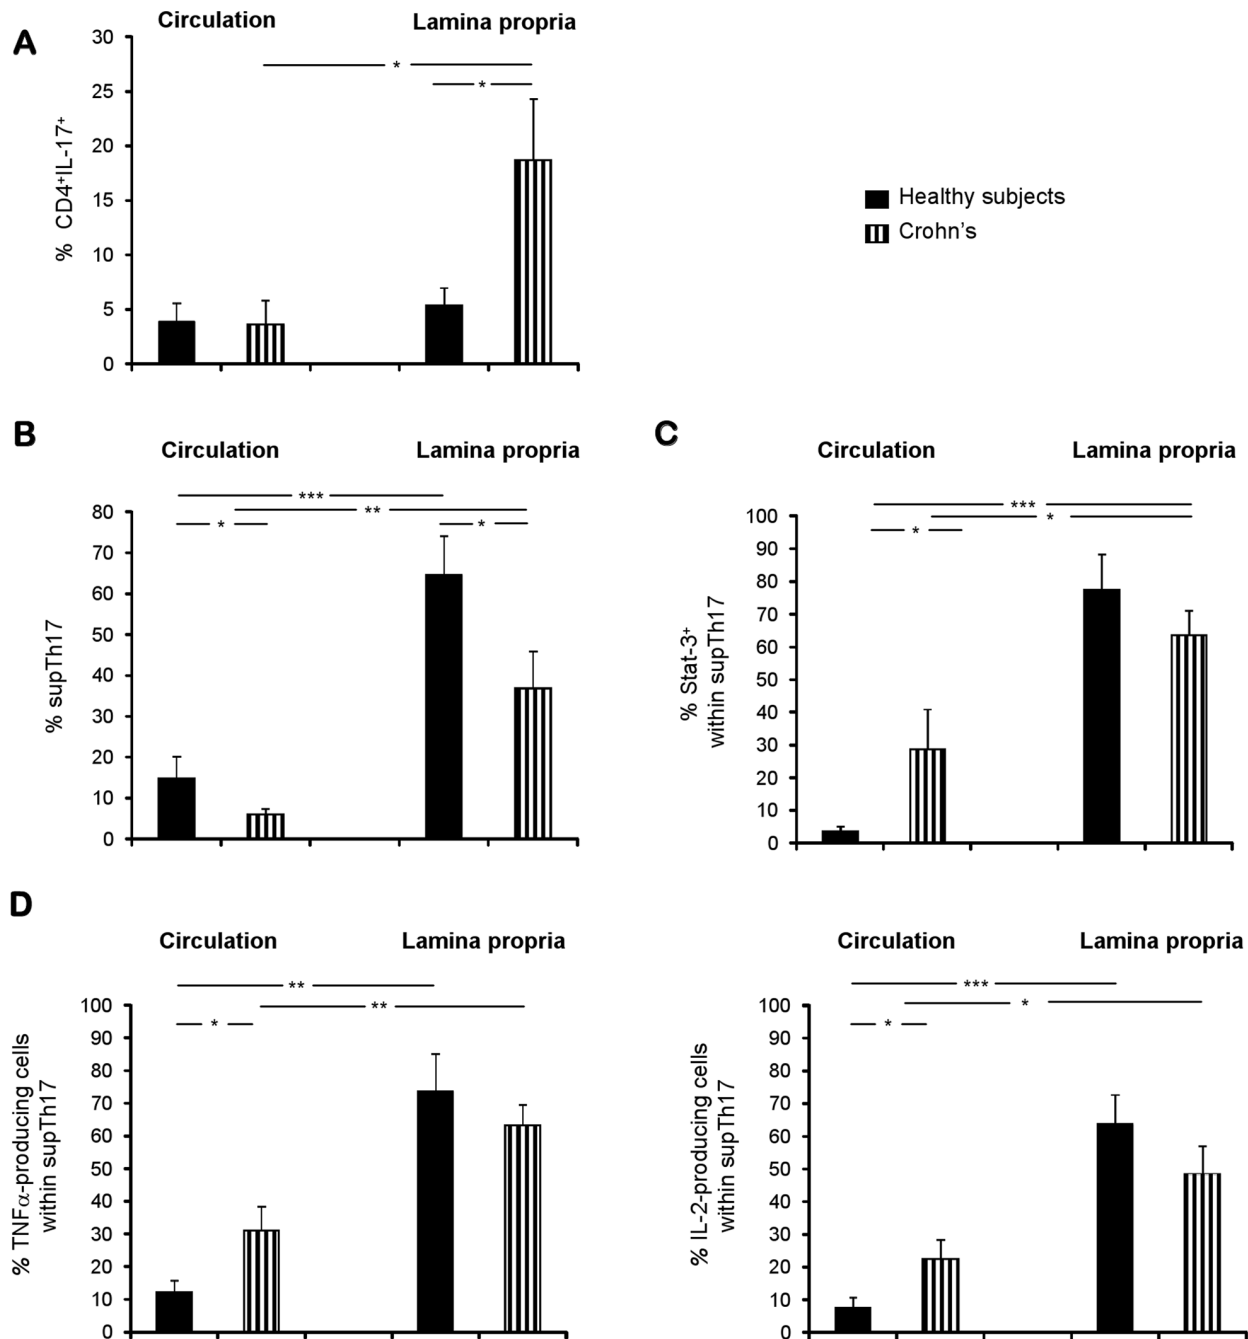 A
Circulation
Lamina propria
% CD4⁺IL-17⁺
30
25
20
15
10
5
0
*
*
Healthy subjects
Crohn's
B
Circulation
Lamina propria
% supTh17
80
70
60
50
40
30
20
10
0
***
**
*
*
C
Circulation
Lamina propria
% Stat-3⁺
within supTh17
100
90
80
70
60
50
40
30
20
10
0
***
*
*
D
Circulation
Lamina propria
% TNFα-producing cells
within supTh17
100
90
80
70
60
50
40
30
20
10
0
**
**
*
Circulation
Lamina propria
% IL-2-producing cells
within supTh17
100
90
80
70
60
50
40
30
20
10
0
***
*
*